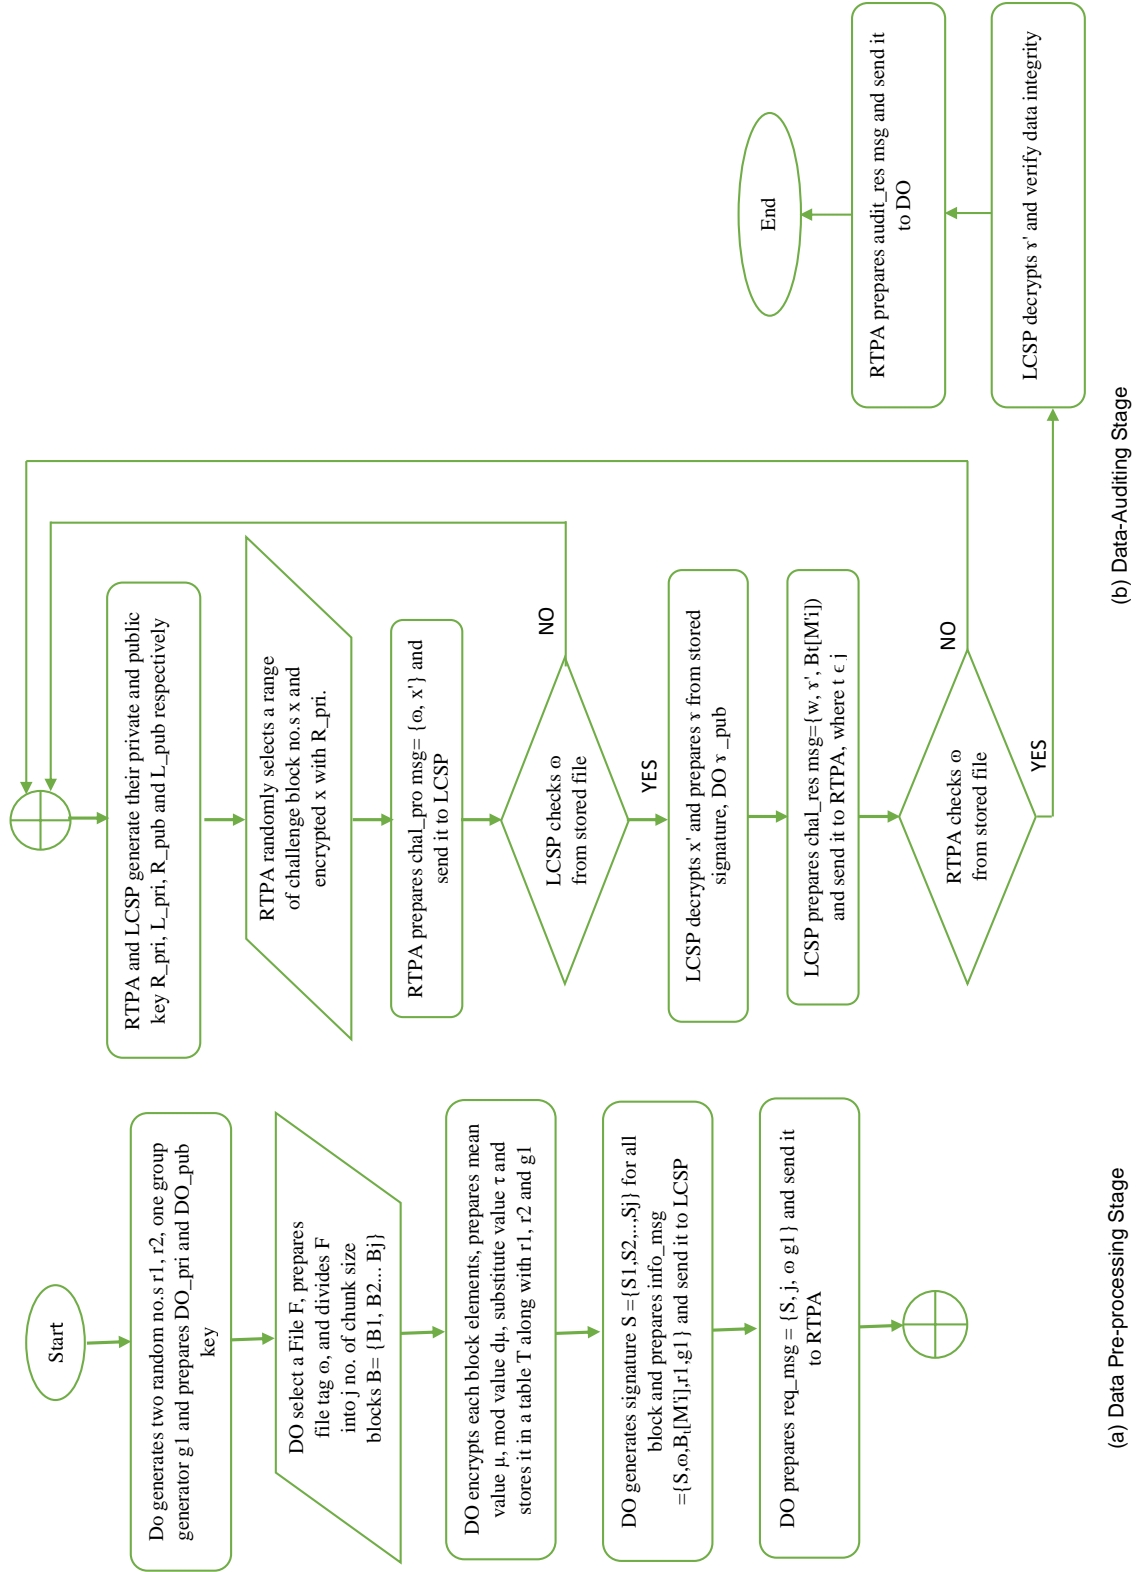 Start
Do generates two random no.s r1, r2, one group
generator g1 and prepares DO_pri and DO_pub
key
DO select a File F, prepares
file tag ω, and divides F
into j no. of chunk size
blocks B= {B1, B2... Bj}
DO encrypts each block elements, prepares mean
value μ, mod value dμ, substitute value τ and
stores it in a table T along with r1, r2 and g1
DO generates signature S ={S1,S2,..,Sj} for all
block and prepares info_msg
={S,ω,Bt[M'i],r1,g1} and send it to LCSP
DO prepares req_msg = {S, j, ω g1} and send it
to RTPA
(a) Data Pre-processing Stage
RTPA and LCSP generate their private and public
key R_pri, L_pri, R_pub and L_pub respectively
RTPA randomly selects a range
of challenge block no.s x and
encrypted x with R_pri.
RTPA prepares chal_pro msg= {ω, x'} and
send it to LCSP
LCSP checks ω
from stored file
NO
YES
LCSP decrypts x' and prepares ɤ from stored
signature, DO ɤ _pub
LCSP prepares chal_res msg={w, ɤ', Bt[M'i])
and send it to RTPA, where t ϵ j
RTPA checks ω
from stored file
NO
YES
LCSP decrypts ɤ' and verify data integrity
RTPA prepares audit_res msg and send it
to DO
End
(b) Data-Auditing Stage